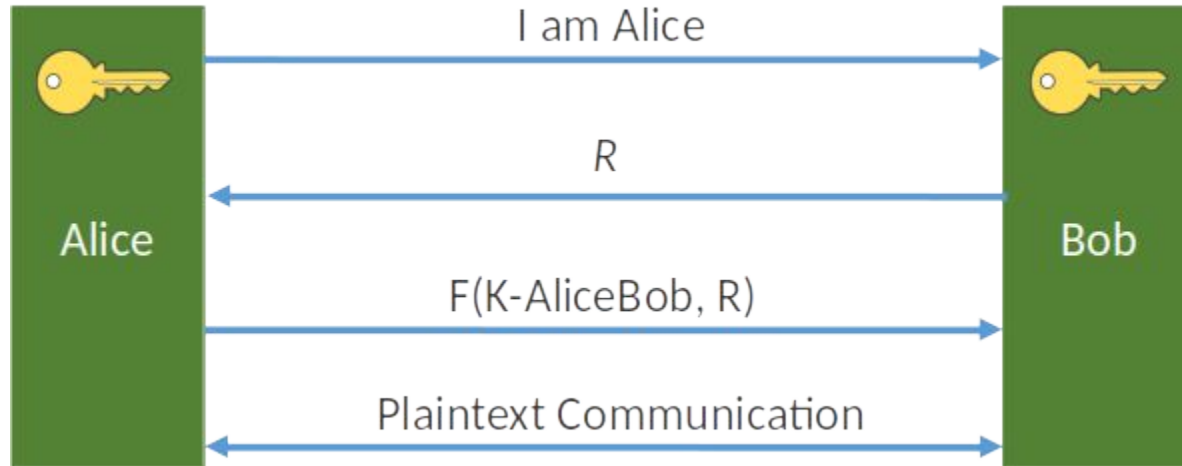 I am Alice
R
Alice
Bob
F(K-AliceBob, R)
Plaintext Communication